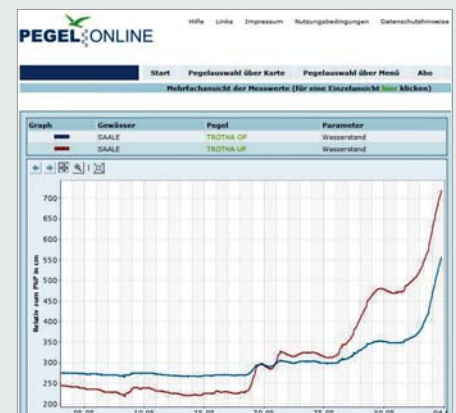 Hilfe Links Impressum Nutzungsbedingungen Datenschutzhinweise
PEGEL ONLINE
Start Pegelauswahl über Karte Pegelauswahl über Menü Abo
Mehrfachansicht der Messwerte (für eine Einzelansicht hier klicken)
Graph Gewässer Pegel Parameter
SAALE TROTHA OP Wasserstand
SAALE TROTHA UP Wasserstand
Relativ zum PNP in cm
700
650
600
550
500
450
400
350
300
250
200
05.05 10.05 15.05 20.05 25.05 30.05 04.